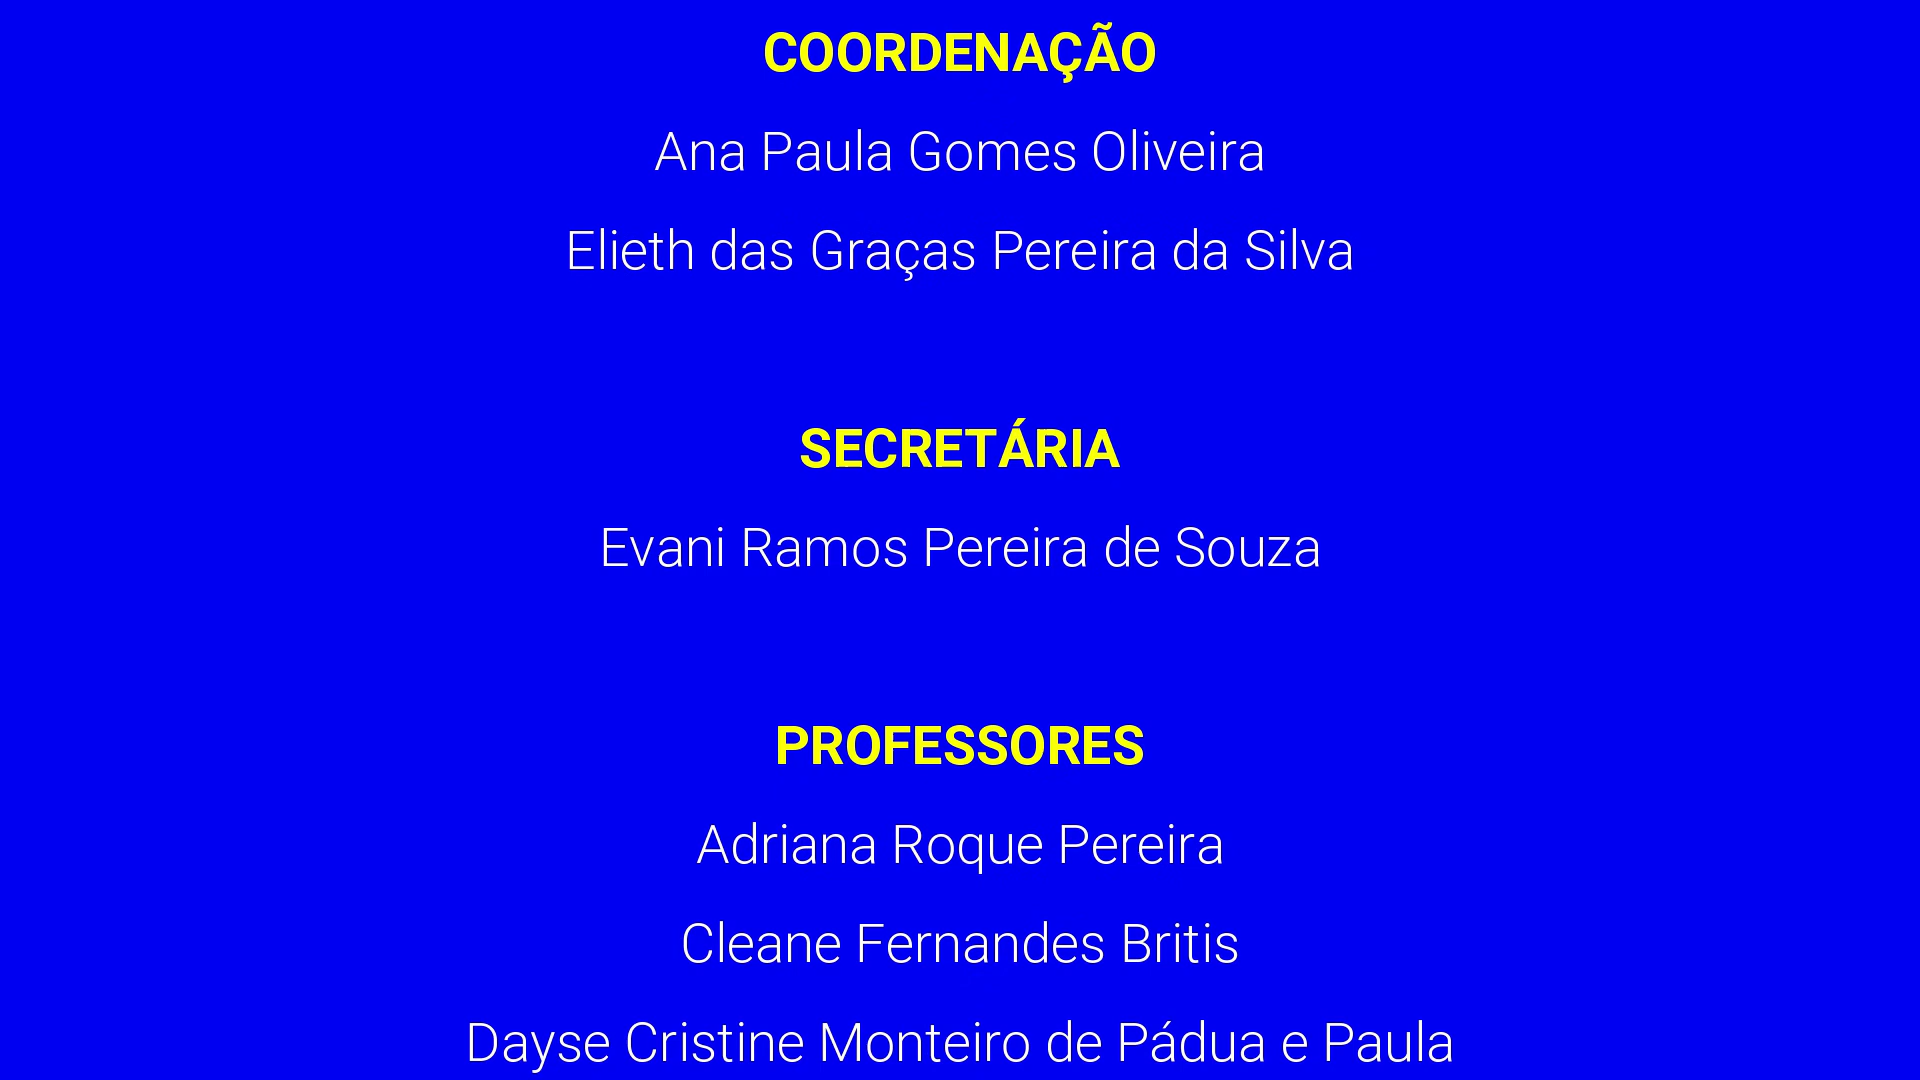 COORDENAÇÃO
Ana Paula Gomes Oliveira
Elieth das Graças Pereira da Silva
SECRETÁRIA
Evani Ramos Pereira de Souza
PROFESSORES
Adriana Roque Pereira
Cleane Fernandes Britis
Dayse Cristine Monteiro de Pádua e Paula